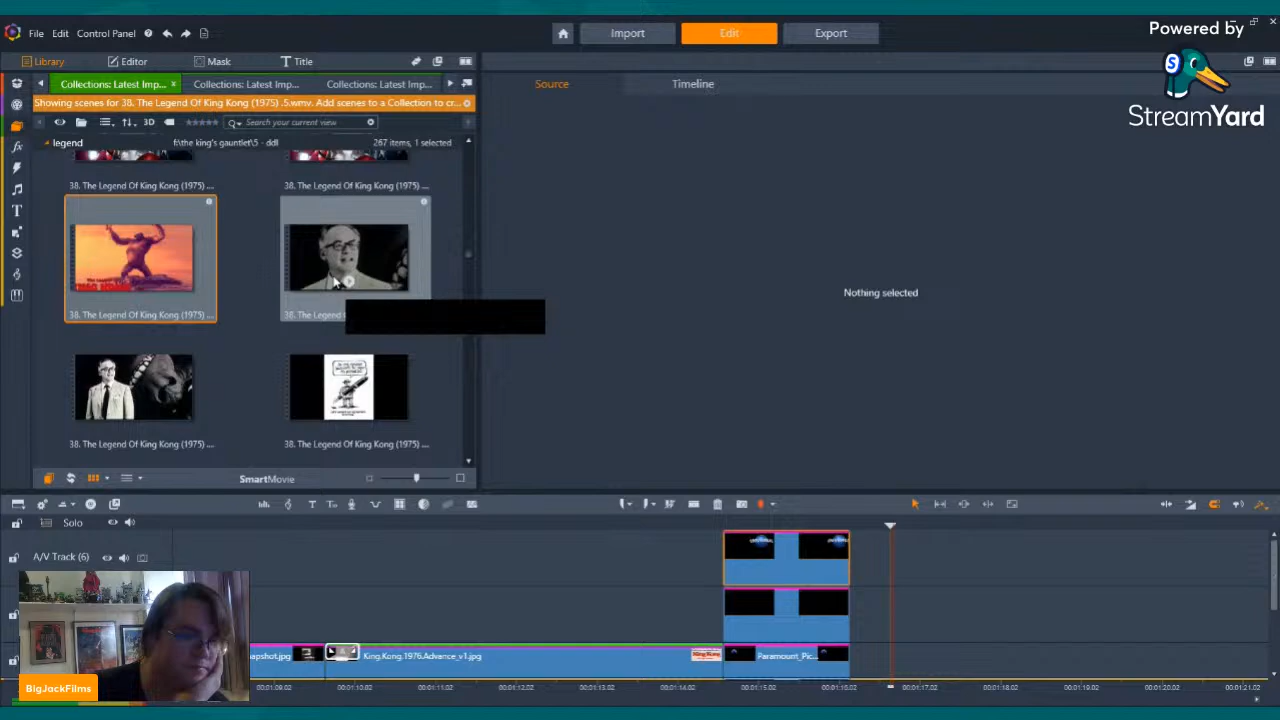 File Edit Control Panel
Import Edit Export
Powered by
StreamYard
Library Editor Mask Title
Collections: Latest Imp... x Collections: Latest Imp... Collections: Latest Imp...
Source Timeline
Showing scenes for 38. The Legend Of King Kong (1975) .5.wmv. Add scenes to a Collection to cr...
3D Search your current view
legend f:\the king's gauntlet\5 - ddl 267 items, 1 selected
38. The Legend Of King Kong (1975) .... 38. The Legend Of King Kong (1975) ....
Nothing selected
38. The Legend Of King Kong (1975) .... 38. The Legend
38. The Legend Of King Kong (1975) .... 38. The Legend Of King Kong (1975) ....
SmartMovie
Solo
A/V Track (6)
apshot.jpg King.Kong.1976.Advance_v1.jpg King Kong Paramount_Pic...
00:01:09.02 00:01:10.02 00:01:11.02 00:01:12.02 00:01:13.02 00:01:14.02 00:01:15.02 00:01:16.02 00:01:17.02 00:01:18.02 00:01:19.02 00:01:20.02 00:01:21.02
BigJackFilms